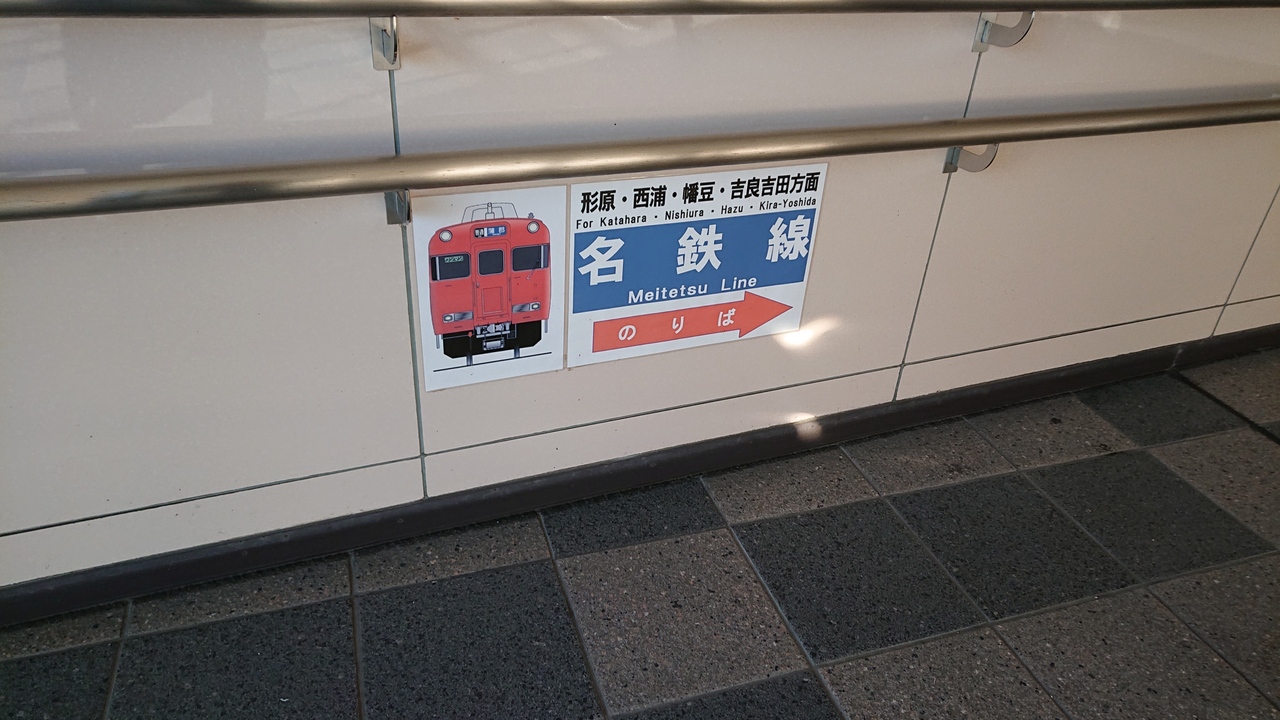 形原・西浦・幡豆・吉良吉田方面
For Katahara・Nishiura・Hazu・Kira-Yoshida
名鉄線
Meitetsu Line
のりば